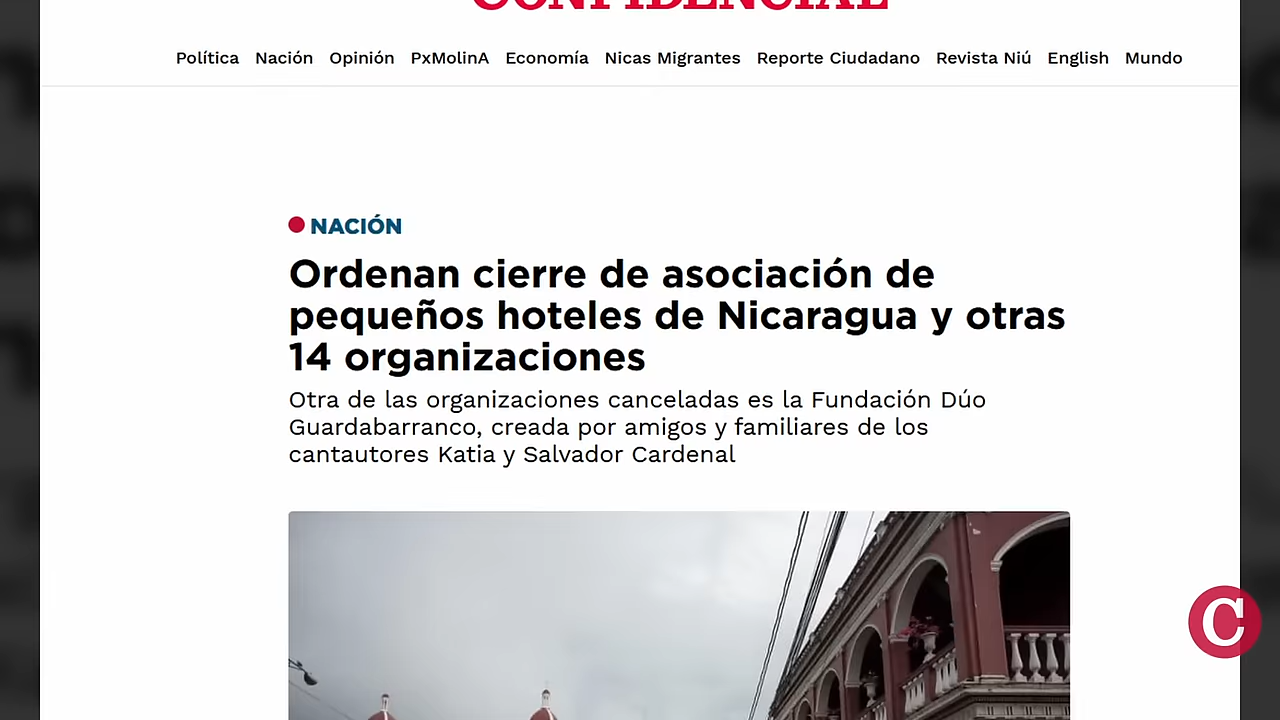 CONFIDENCIAL
Política Nación Opinión PxMolinA Economía Nicas Migrantes Reporte Ciudadano Revista Niú English Mundo
NACIÓN
Ordenan cierre de asociación de
pequeños hoteles de Nicaragua y otras
14 organizaciones
Otra de las organizaciones canceladas es la Fundación Dúo
Guardabarranco, creada por amigos y familiares de los
cantautores Katia y Salvador Cardenal
C